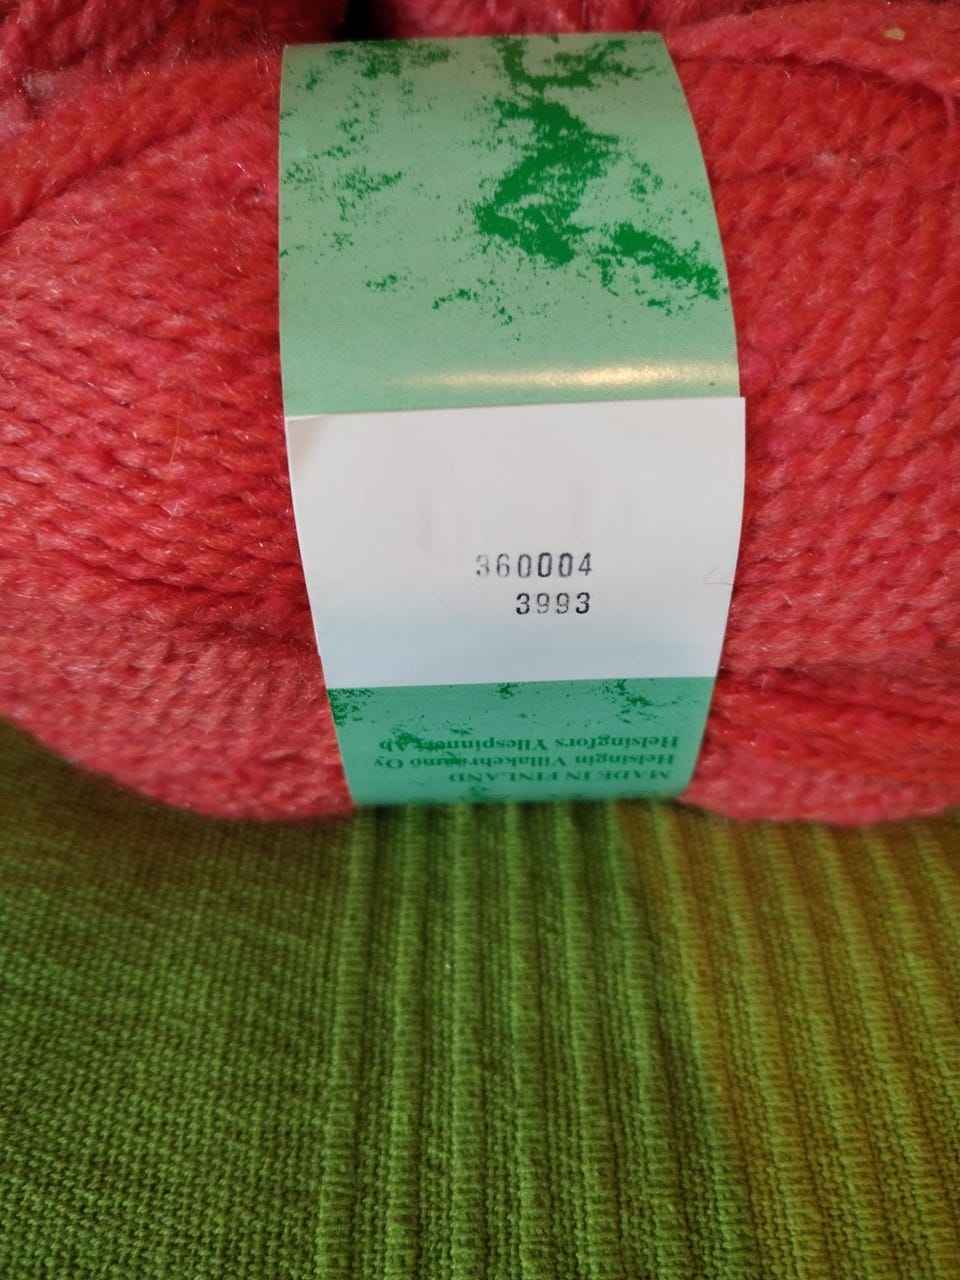 360004
3993
MADE IN FINLAND
Helsingin Villakehräämö Oy
Helsingfors Yllespinneri Ab